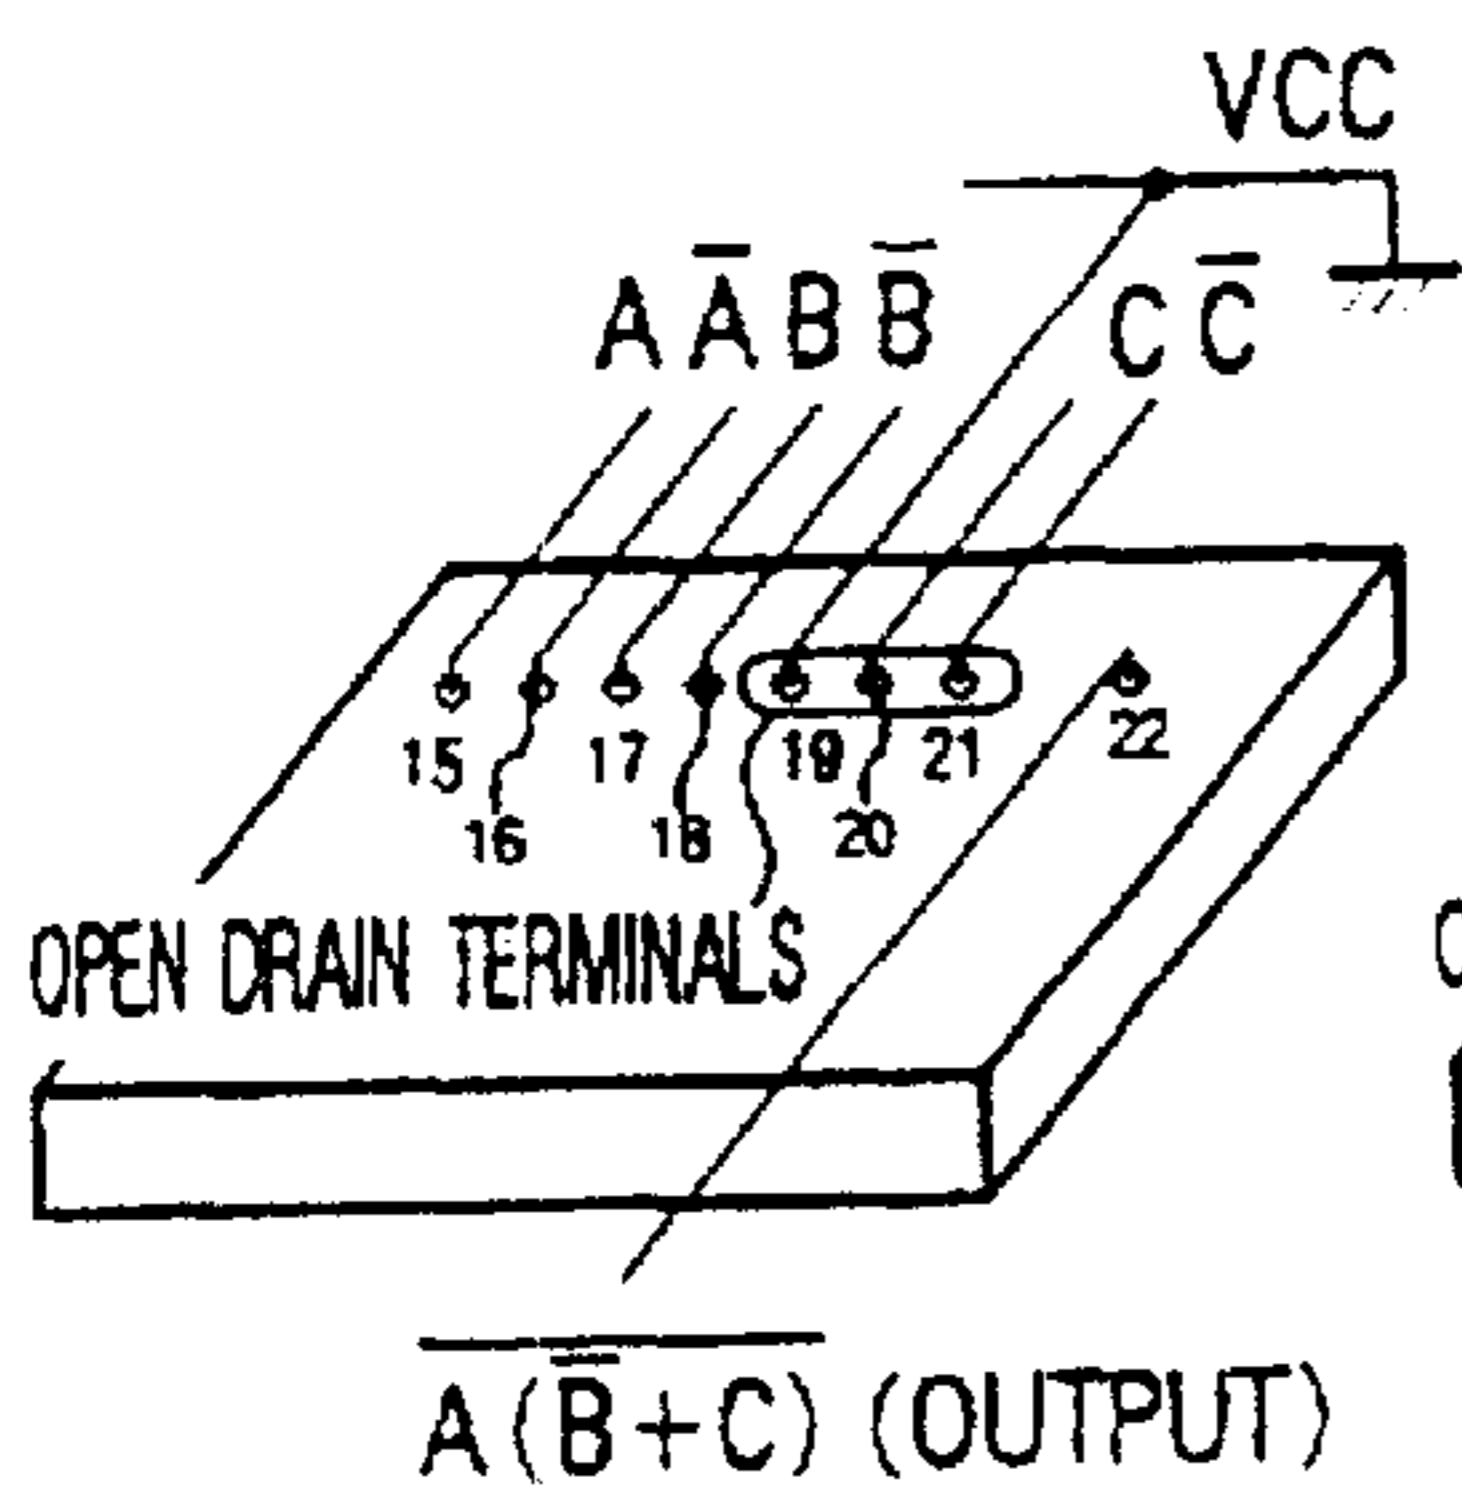 VCC
A A̅ B B̅ C C̅
15 17 19 21 22
16 18 20
OPEN DRAIN TERMINALS
A̅(̅B̅̅+̅C̅)̅ (OUTPUT)